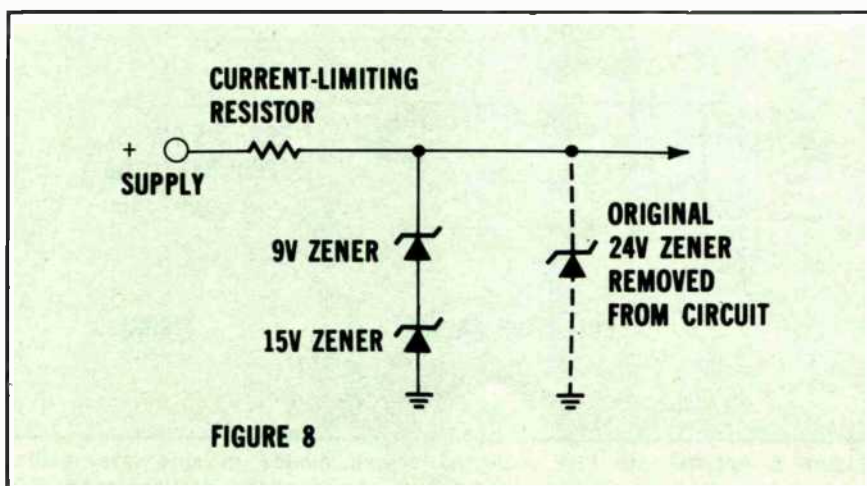 CURRENT-LIMITING
RESISTOR
+
SUPPLY
9V ZENER
15V ZENER
ORIGINAL
24V ZENER
REMOVED
FROM CIRCUIT
FIGURE 8